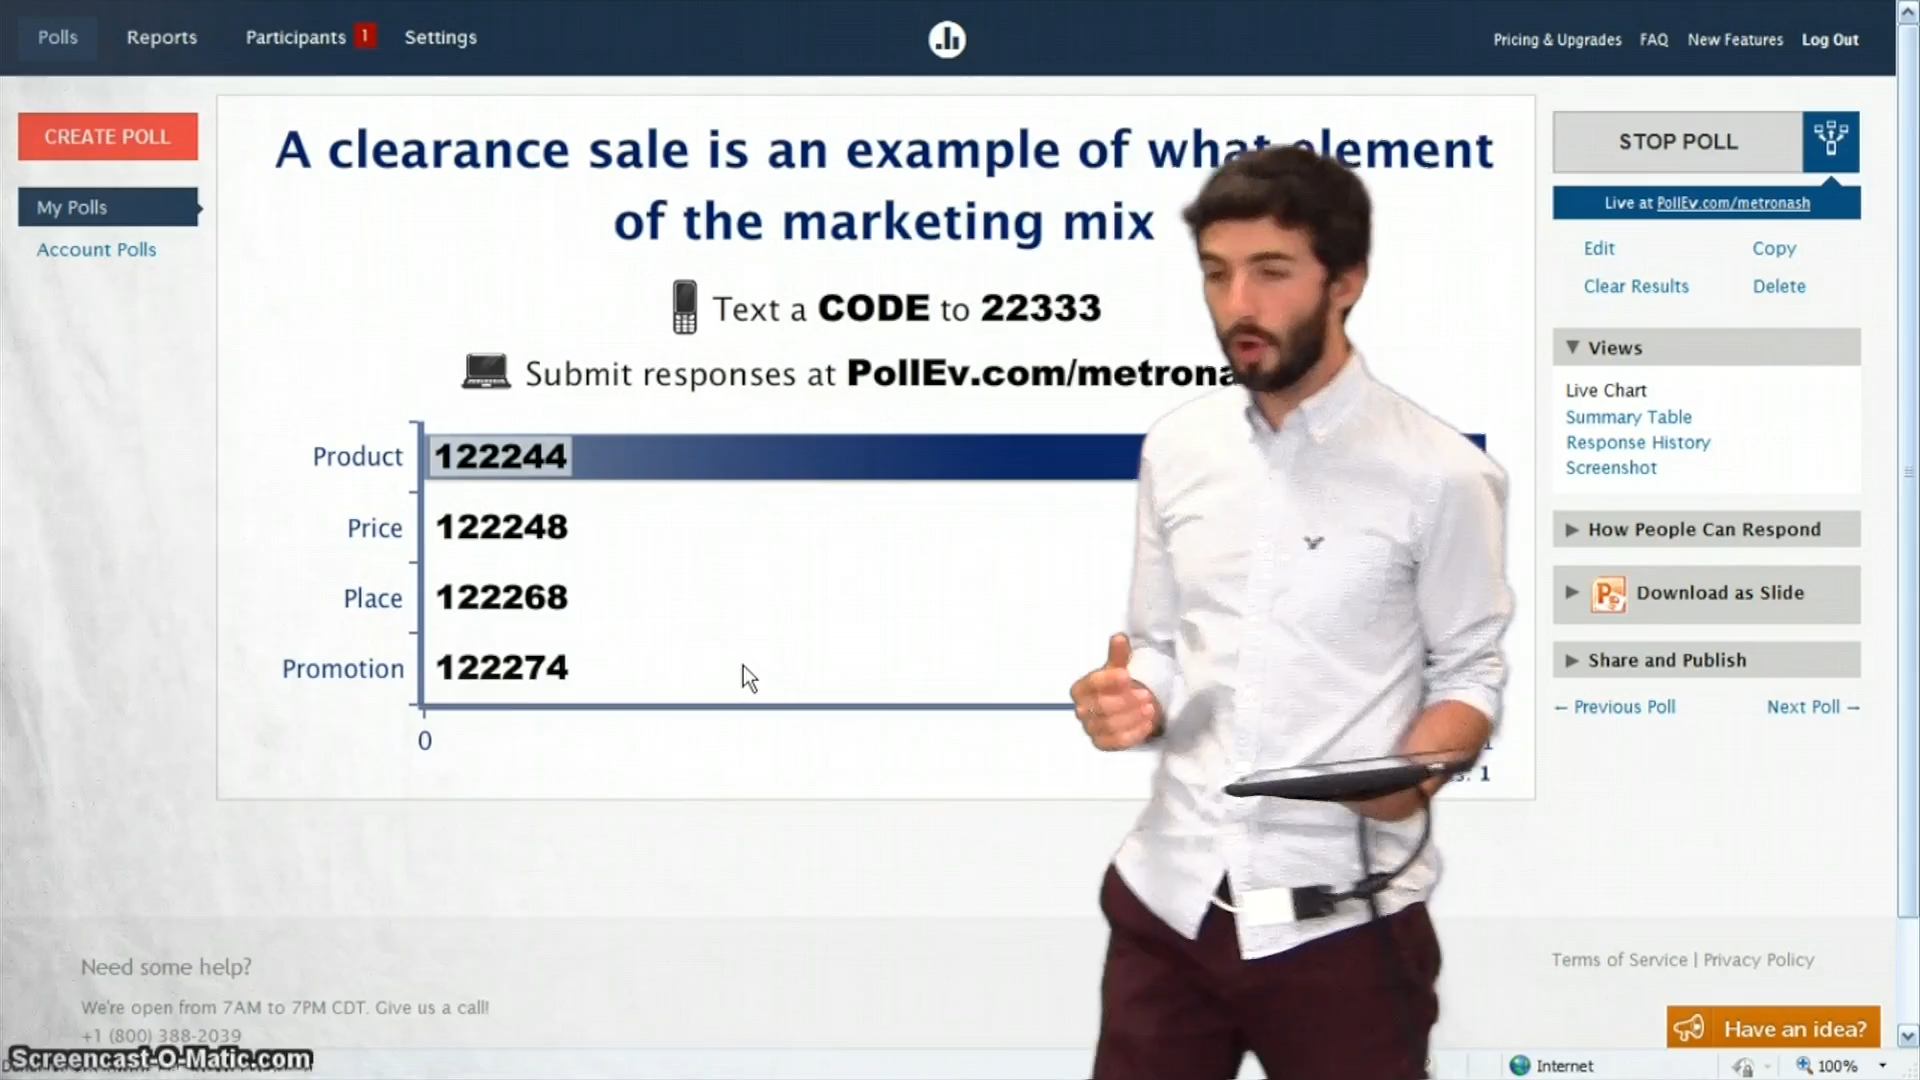 Polls
Reports
Participants 1
Settings
Pricing & Upgrades
FAQ
New Features
Log Out
CREATE POLL
My Polls
Account Polls
A clearance sale is an example of what element
of the marketing mix
Text a CODE to 22333
Submit responses at PollEv.com/metrona
Product 122244
Price 122248
Place 122268
Promotion 122274
0
1
1
STOP POLL
Live at PollEv.com/metronash
Edit
Copy
Clear Results
Delete
Views
Live Chart
Summary Table
Response History
Screenshot
How People Can Respond
Download as Slide
Share and Publish
← Previous Poll
Next Poll →
Need some help?
We're open from 7AM to 7PM CDT. Give us a call!
+1 (800) 388-2039
Terms of Service | Privacy Policy
Have an idea?
Screencast-O-Matic.com
Internet
100%